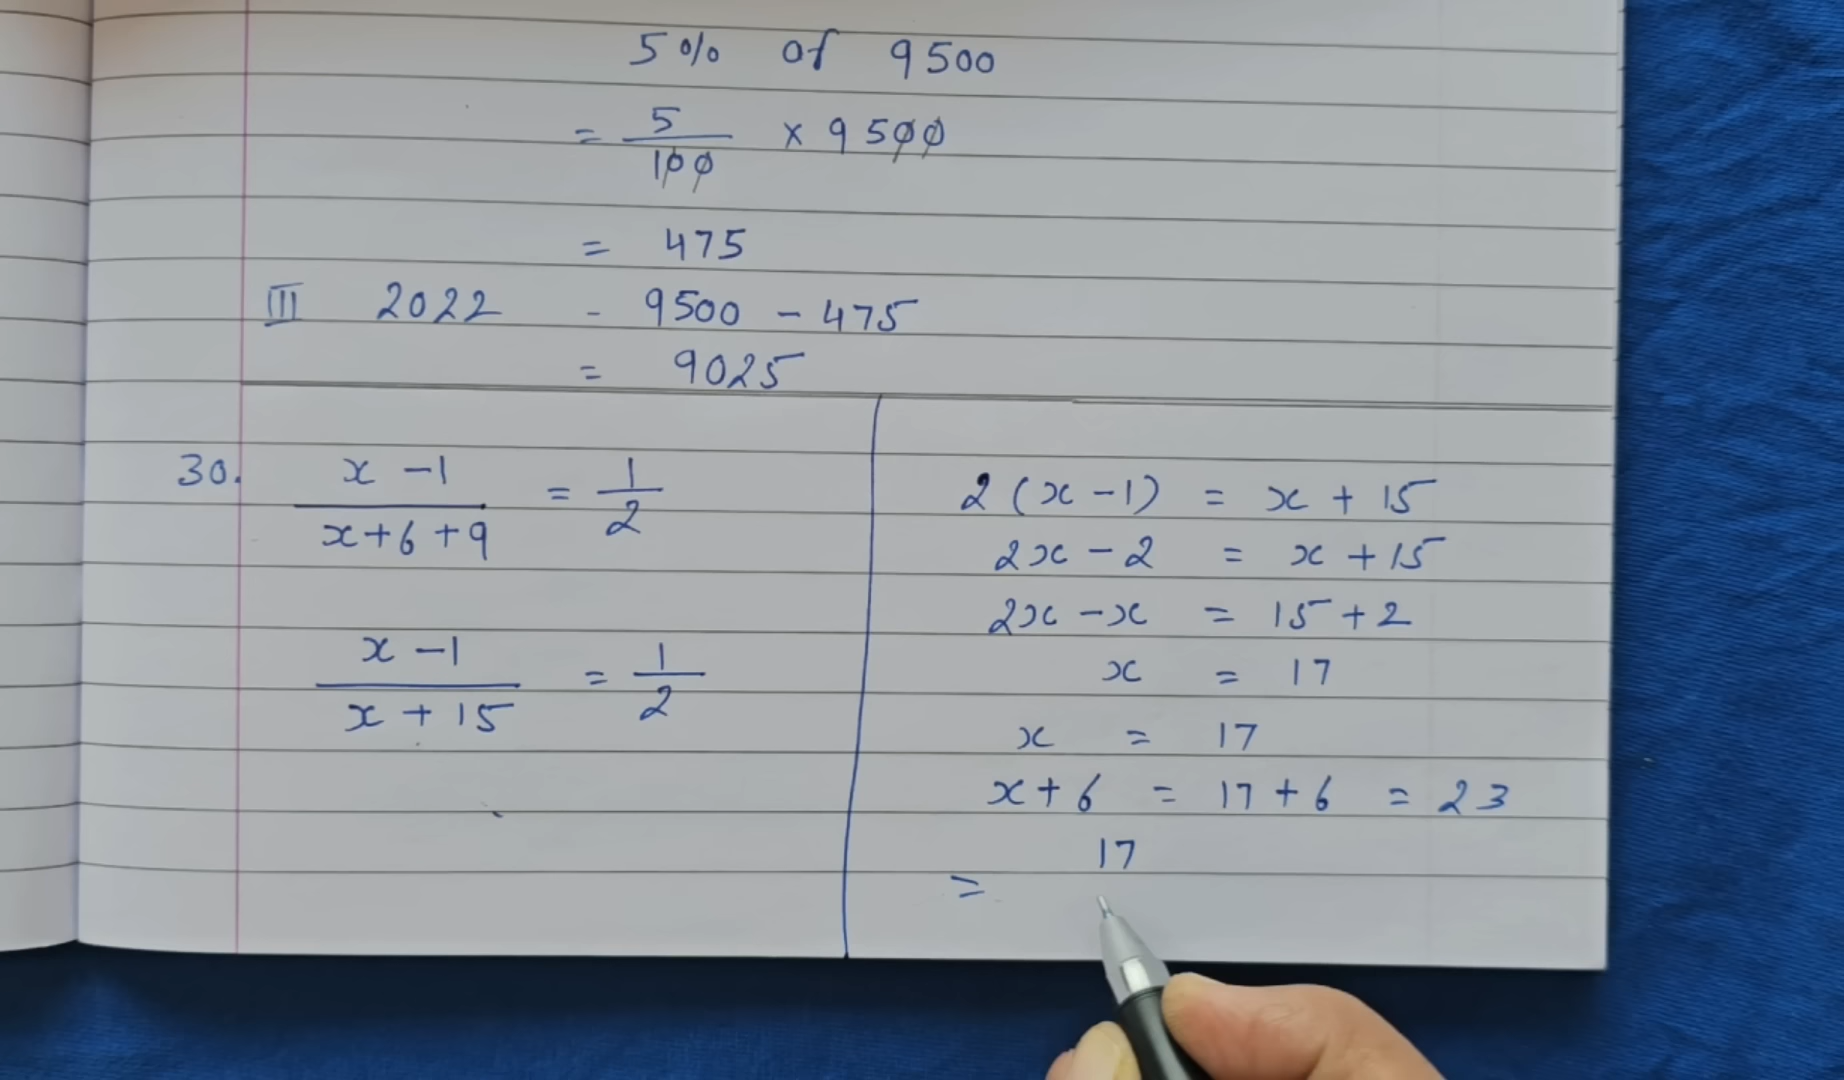 5% of 9500
= 5/100 × 9500
= 475
III 2022 - 9500 - 475
= 9025
30. x - 1 / x + 6 + 9 = 1/2
x - 1 / x + 15 = 1/2
2 (x - 1) = x + 15
2x - 2 = x + 15
2x - x = 15 + 2
x = 17
x = 17
x + 6 = 17 + 6 = 23
= 17